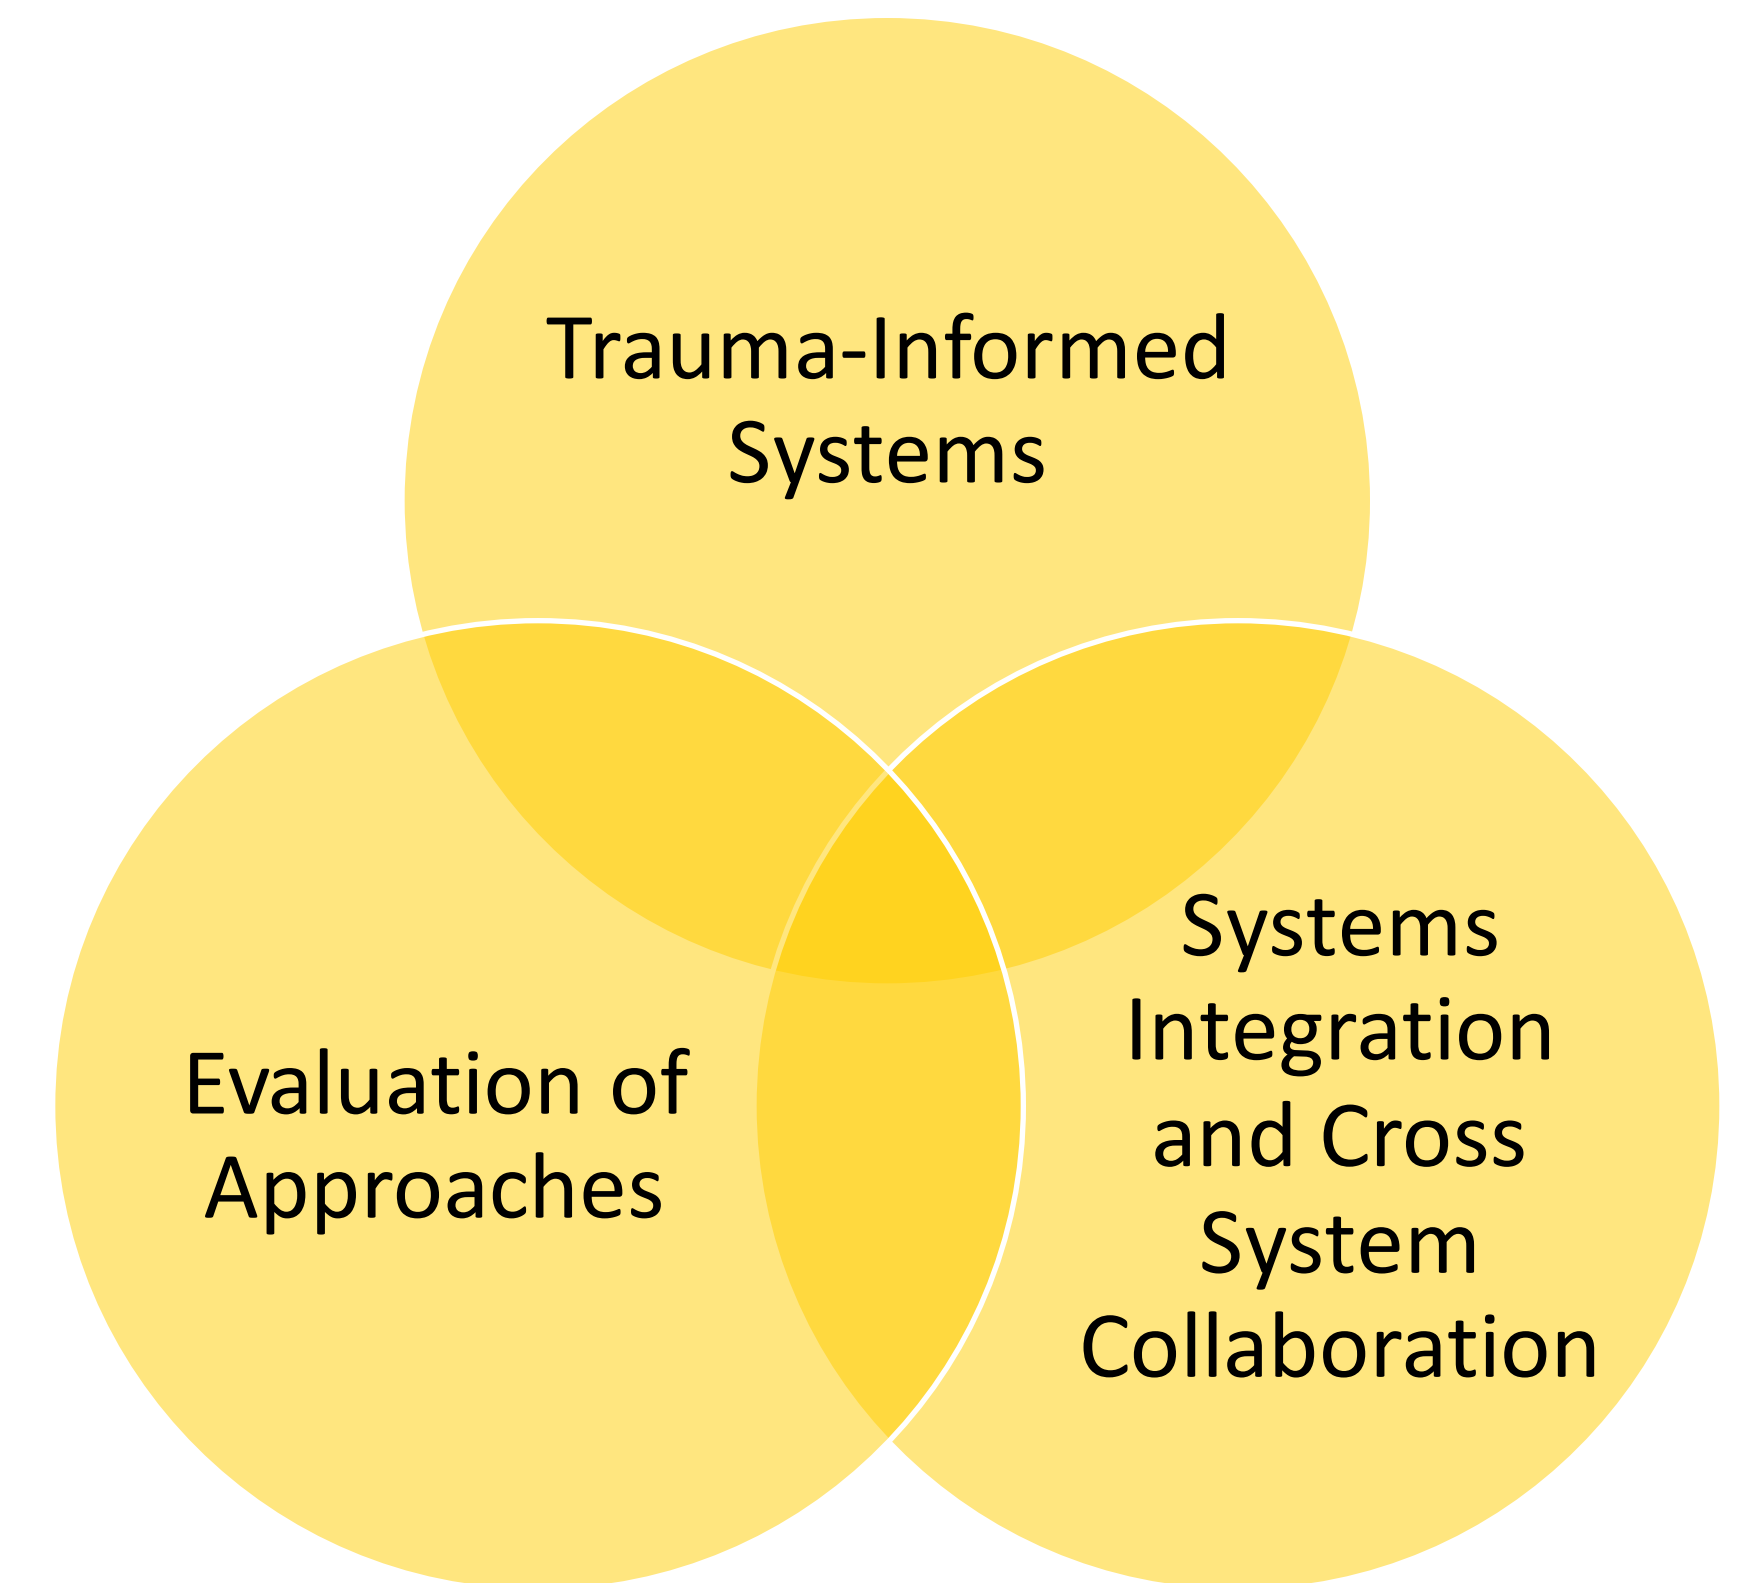 Trauma-Informed
Systems
Evaluation of
Approaches
Systems
Integration
and Cross
System
Collaboration